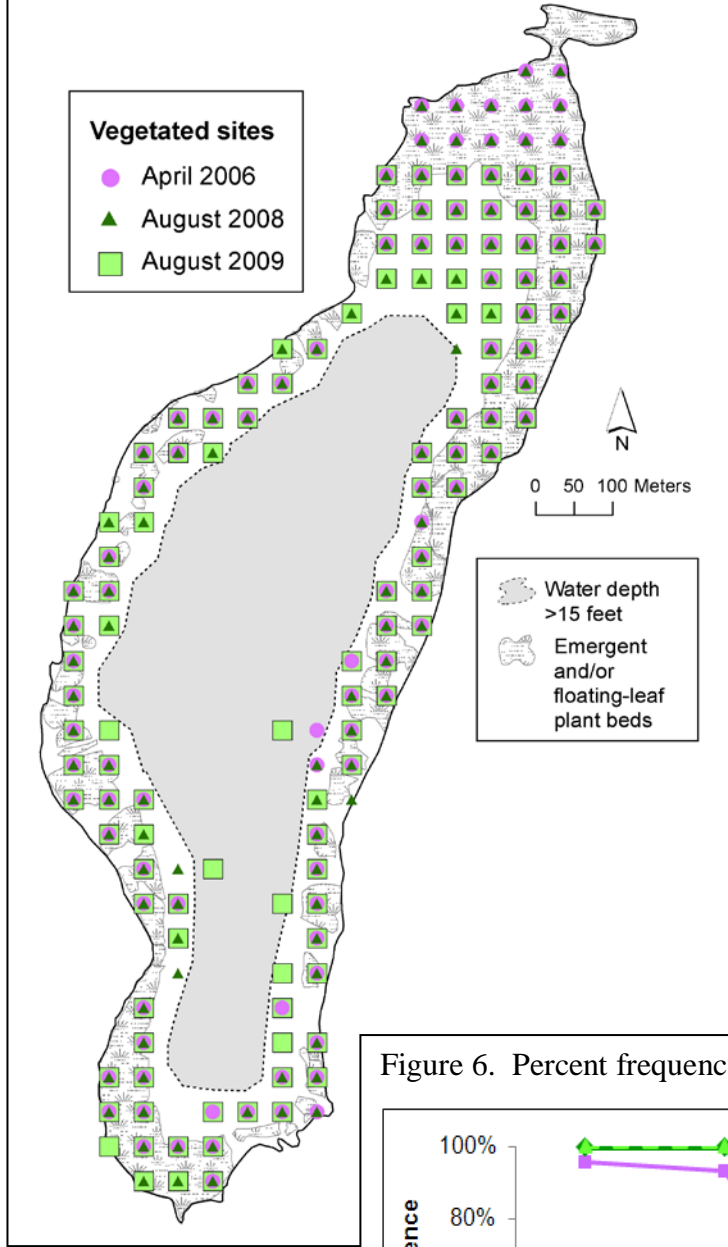 Vegetated sites
April 2006
August 2008
August 2009
N
0 50 100 Meters
Water depth
>15 feet
Emergent
and/or
floating-leaf
plant beds
Figure 6. Percent frequenc
100%
80%
ence